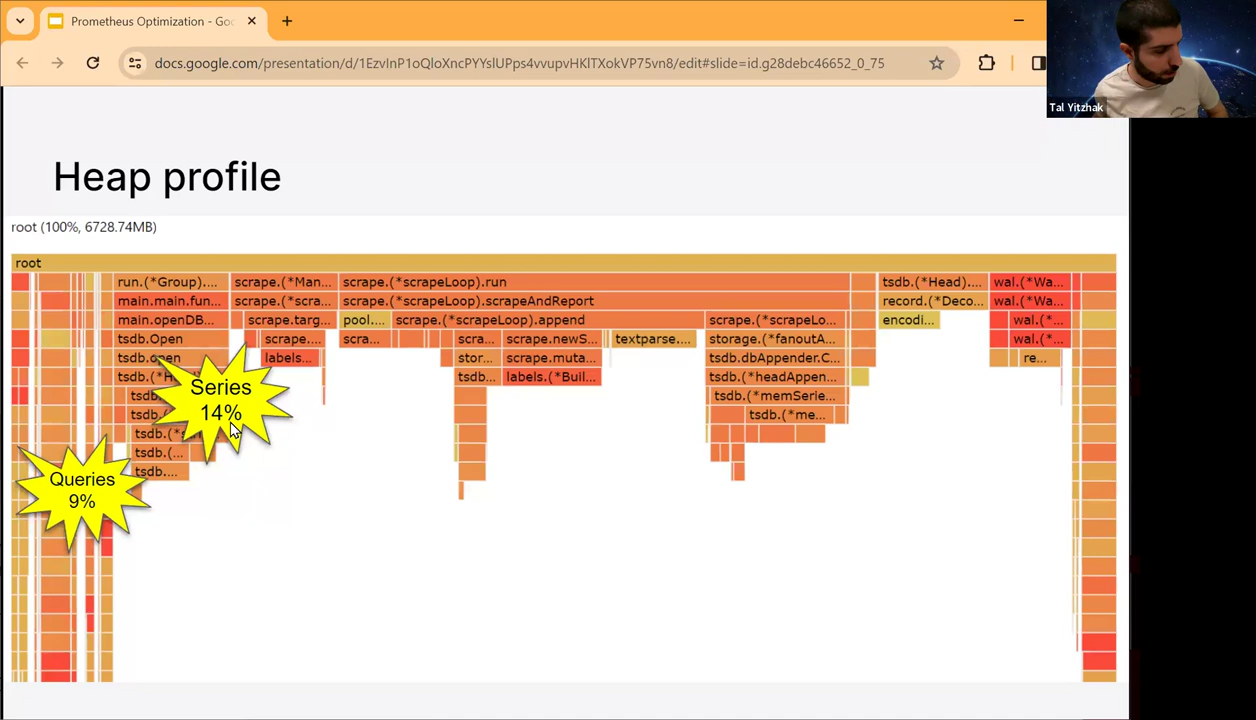 Prometheus Optimization - Goo
docs.google.com/presentation/d/1EzvInP1oQIoXncPYYslUPps4vvupvHKlTXokVP75vn8/edit#slide=id.g28debc46652_0_75
Tal Yitzhak
Heap profile
root (100%, 6728.74MB)
root
run.(*Group).... scrape.(*Man... scrape.(*scrapeLoop).run tsdb.(*Head).... wal.(*Wa...
main.main.fun... scrape.(*scra... scrape.(*scrapeLoop).scrapeAndReport record.(*Deco... wal.(*Wa...
main.openDB... scrape.targ... pool.... scrape.(*scrapeLoop).append scrape.(*scrapeLo... encodi... wal.(*...
tsdb.Open scrape.... scra... scra... scrape.newS... textparse.... storage.(*fanoutA... wal.(*...
tsdb.open labels... stor... scrape.muta... tsdb.dbAppender.C... re...
tsdb.(*H tsdb... labels.(*Buil... tsdb.(*headAppen...
tsdb. tsdb.(*memSerie...
tsdb. tsdb.(*me...
tsdb.(*s
tsdb.(...
tsdb....
Series
14%
Queries
9%